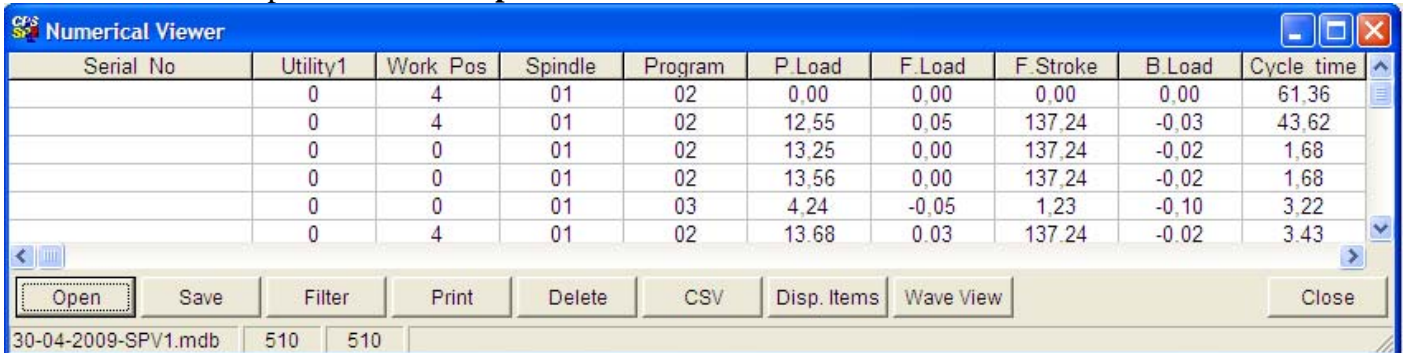 CPS SP Numerical Viewer
Serial No Utility1 Work Pos Spindle Program P.Load F.Load F.Stroke B.Load Cycle time
0 4 01 02 0,00 0,00 0,00 0,00 61,36
0 4 01 02 12,55 0,05 137,24 -0,03 43,62
0 0 01 02 13,25 0,00 137,24 -0,02 1,68
0 0 01 02 13,56 0,00 137,24 -0,02 1,68
0 0 01 03 4,24 -0,05 1,23 -0,10 3,22
0 4 01 02 13,68 0,03 137,24 -0,02 3,43
Open Save Filter Print Delete CSV Disp. Items Wave View Close
30-04-2009-SPV1.mdb 510 510